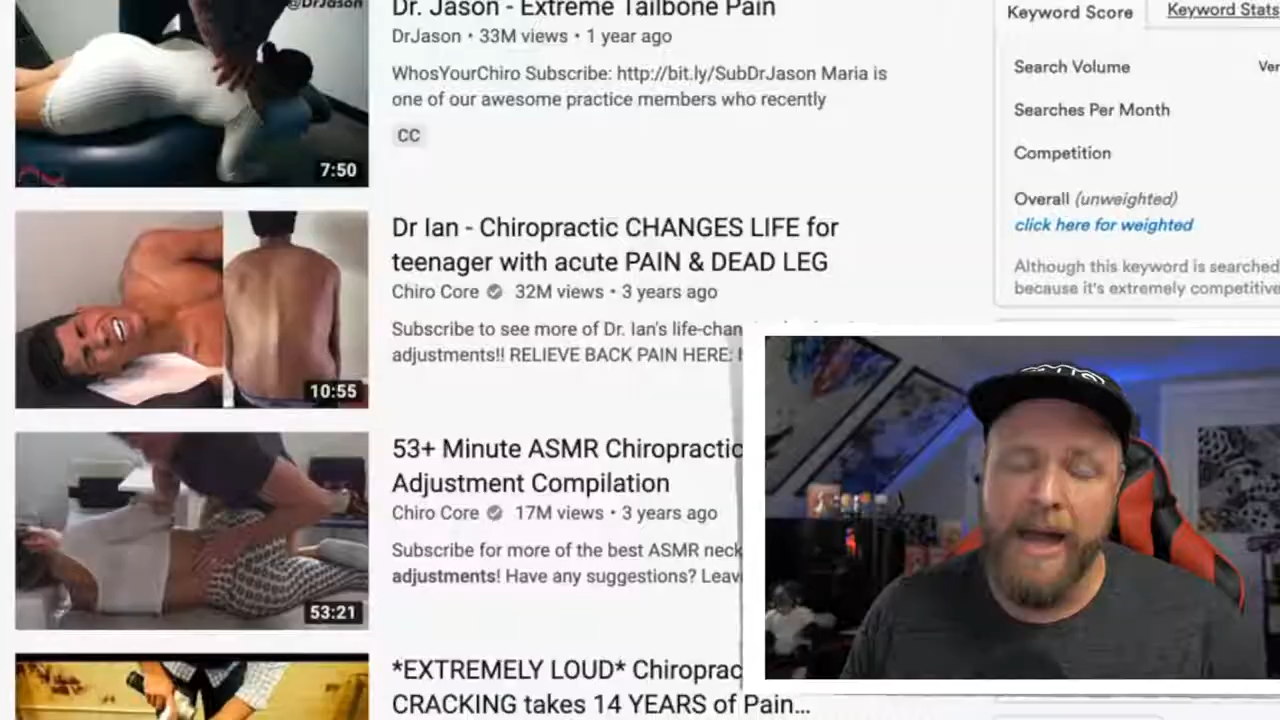 @DrJason
7:50
Dr. Jason - Extreme Tailbone Pain
DrJason • 33M views • 1 year ago
WhosYourChiro Subscribe: http://bit.ly/SubDrJason Maria is
one of our awesome practice members who recently
CC
10:55
Dr Ian - Chiropractic CHANGES LIFE for
teenager with acute PAIN & DEAD LEG
Chiro Core 32M views • 3 years ago
Subscribe to see more of Dr. Ian's life-chan
adjustments!! RELIEVE BACK PAIN HERE:
53:21
53+ Minute ASMR Chiropractic
Adjustment Compilation
Chiro Core 17M views • 3 years ago
Subscribe for more of the best ASMR neck
adjustments! Have any suggestions? Leav
*EXTREMELY LOUD* Chiroprac
CRACKING takes 14 YEARS of Pain...
Keyword Score
Keyword Stats
Search Volume
Ver
Searches Per Month
Competition
Overall (unweighted)
click here for weighted
Although this keyword is searched
because it's extremely competitive